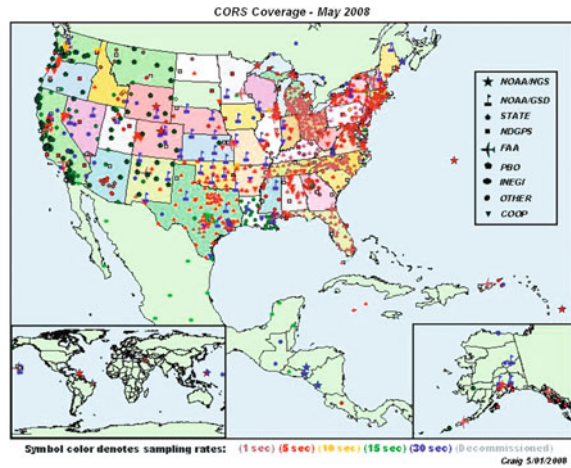 CORS Coverage - May 2008
NOAA/NGS
NOAA/GSD
STATE
NDGPS
FAA
PBO
INEGI
OTHER
COOP
Symbol color denotes sampling rates: (1 sec) (5 sec) (10 sec) (15 sec) (30 sec) (Decommissioned)
Craig 5/01/2008